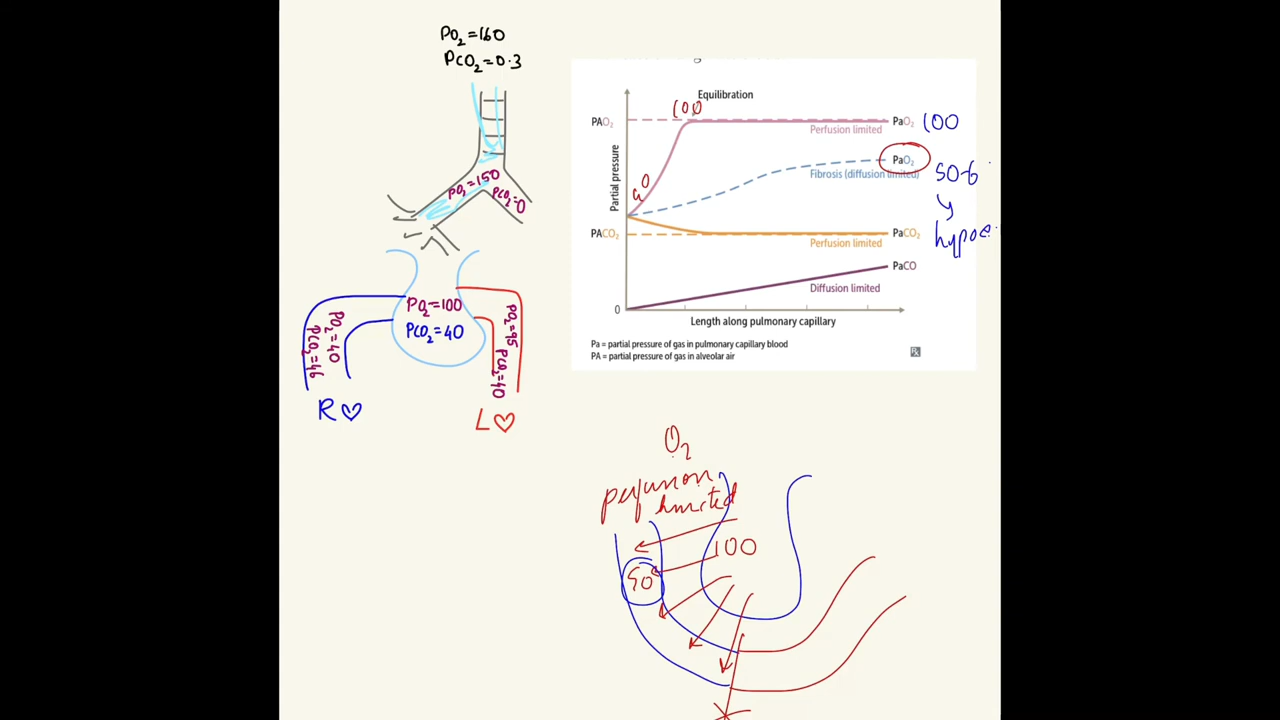 PO₂=160
PCO₂=0.3
PO₂=150
PCO₂=0
PO₂=100
PCO₂=40
PO₂=40
PCO₂=46
PO₂=95
PCO₂=40
R
L
Equilibration
100
PAO₂
PaO₂
100
Perfusion limited
PaO₂
Fibrosis (diffusion limited)
Partial pressure
PACO₂
PaCO₂
Perfusion limited
PaCO
Diffusion limited
0
Length along pulmonary capillary
Pa = partial pressure of gas in pulmonary capillary blood
PA = partial pressure of gas in alveolar air
O₂
perfusion
limited
100